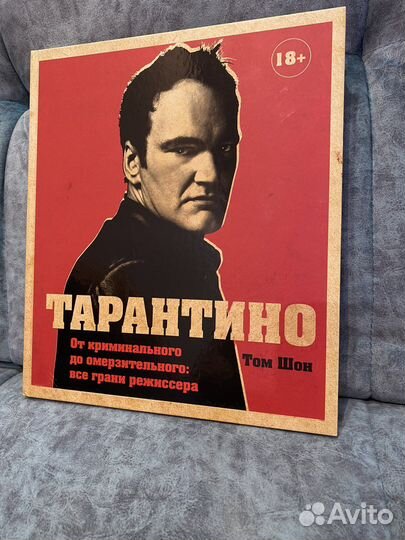 18+
ТАРАНТИНО
От криминального
до омерзительного:
все грани режиссера
Том Шон
Avito